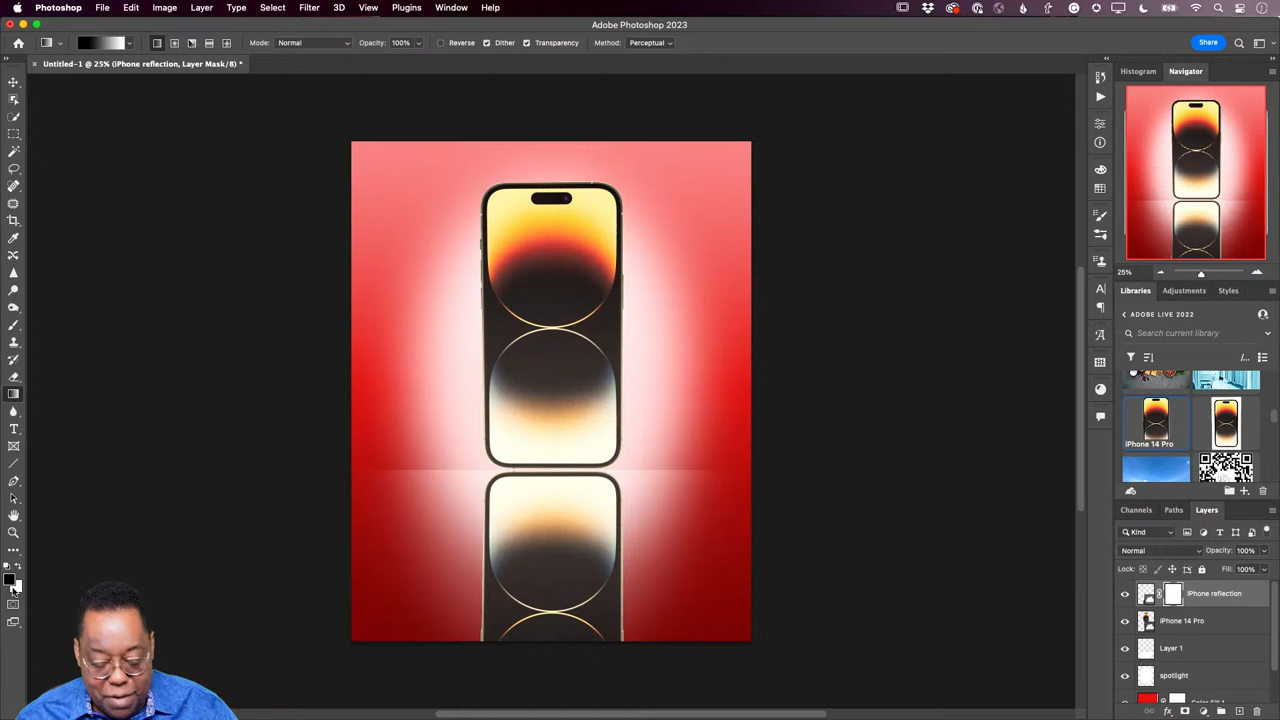 Photoshop File Edit Image Layer Type Select Filter 3D View Plugins Window Help
Adobe Photoshop 2023
Mode: Normal Opacity: 100% Reverse Dither Transparency Method: Perceptual Share
Untitled-1 @ 25% (iPhone reflection, Layer Mask/8) *
Histogram Navigator
25%
Libraries Adjustments Styles
ADOBE LIVE 2022
Search current library
iPhone 14 Pro
Channels Paths Layers
Kind
Normal Opacity: 100%
Lock: Fill: 100%
iPhone reflection
iPhone 14 Pro
Layer 1
spotlight
Color Fill 1